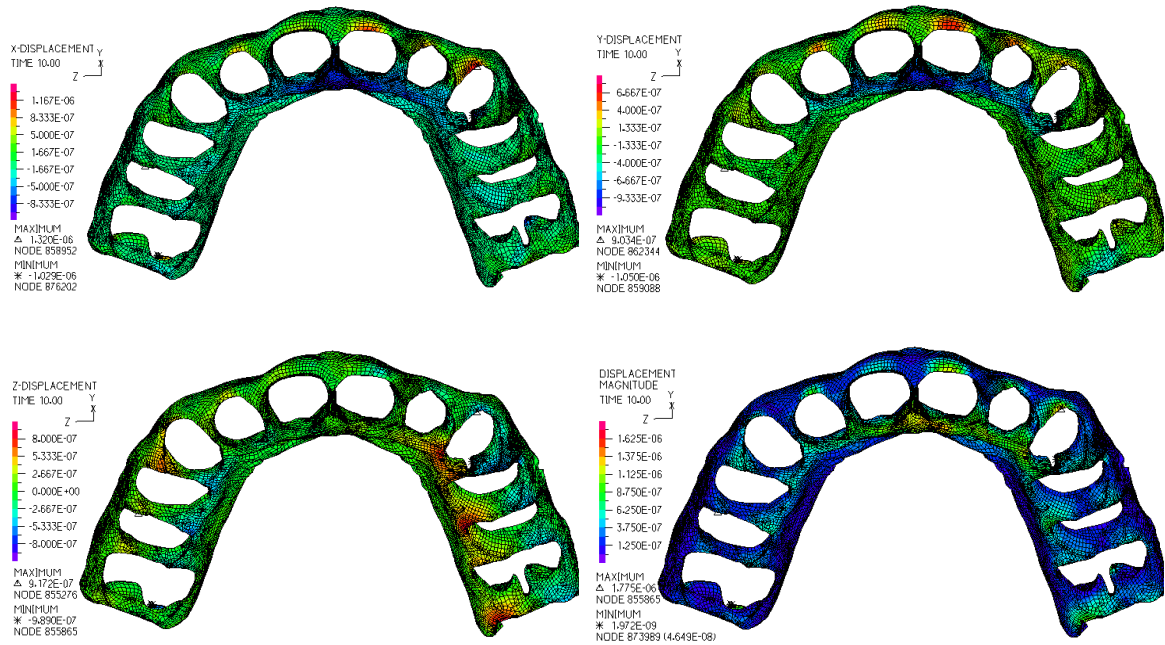 X-DISPLACEMENT
TIME 10.00
Y
X
Z
1.167E-06
8.333E-07
5.000E-07
1.667E-07
-1.667E-07
-5.000E-07
-8.333E-07
MAXIMUM
Δ 1.320E-06
NODE 858952
MINIMUM
* -1.029E-06
NODE 876202
Y-DISPLACEMENT
TIME 10.00
Y
X
Z
6.667E-07
4.000E-07
1.333E-07
-1.333E-07
-4.000E-07
-6.667E-07
-9.333E-07
MAXIMUM
Δ 9.034E-07
NODE 862344
MINIMUM
* -1.050E-06
NODE 859088
Z-DISPLACEMENT
TIME 10.00
Y
X
Z
8.000E-07
5.333E-07
2.667E-07
0.000E+00
-2.667E-07
-5.333E-07
-8.000E-07
MAXIMUM
Δ 9.172E-07
NODE 855276
MINIMUM
* -9.890E-07
NODE 855865
DISPLACEMENT
MAGNITUDE
TIME 10.00
Y
X
Z
1.625E-06
1.375E-06
1.125E-06
8.750E-07
6.250E-07
3.750E-07
1.250E-07
MAXIMUM
Δ 1.775E-06
NODE 855865
MINIMUM
* 1.972E-09
NODE 873989 (4.649E-08)